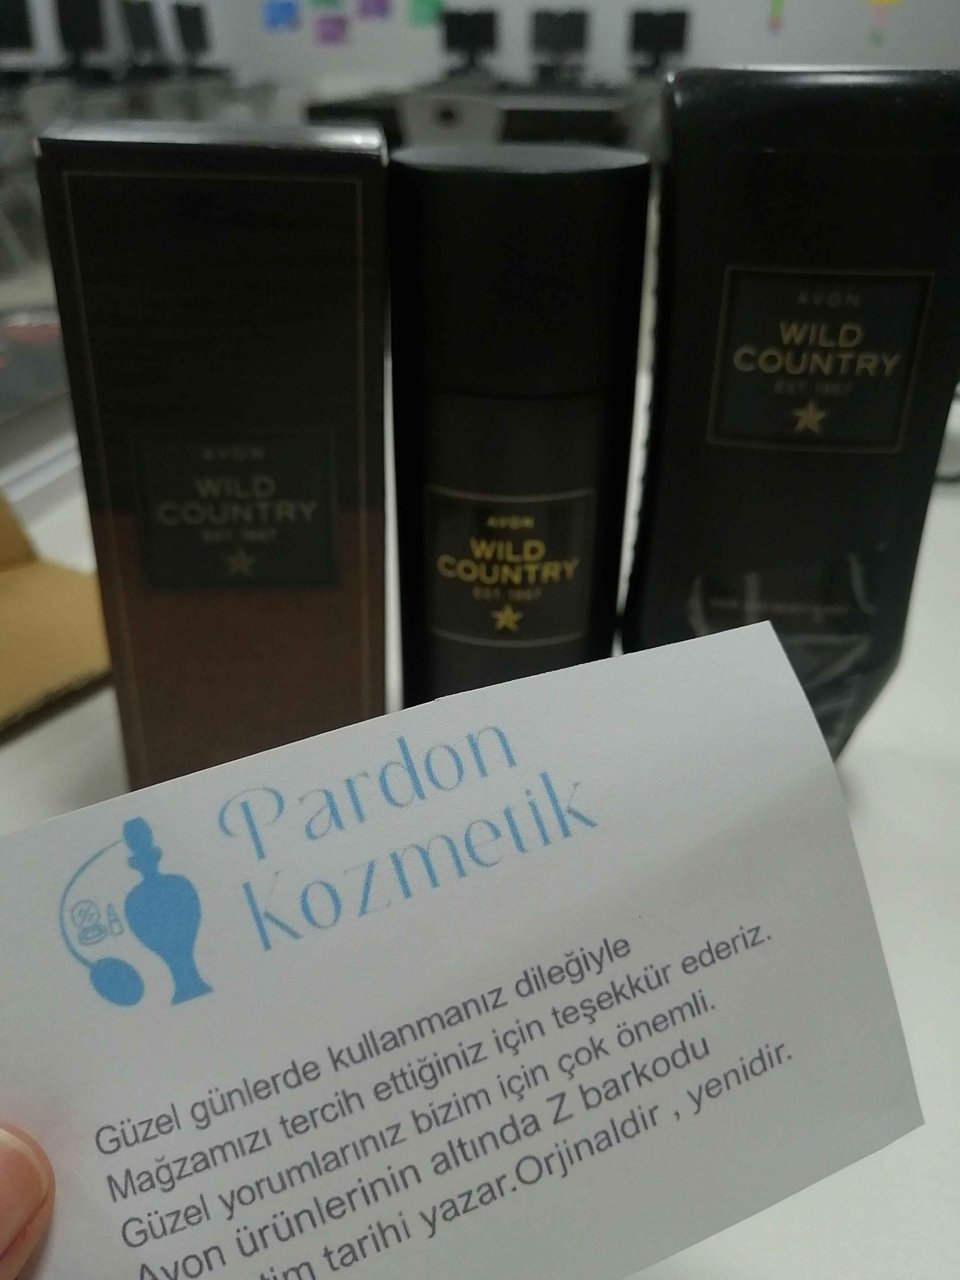 AVON
WILD
COUNTRY
EST. 1967
AVON
WILD
COUNTRY
EST. 1967
AVON
WILD
COUNTRY
EST. 1967
Pardon
Kozmetik
Güzel günlerde kullanmanız dileğiyle
Mağzamızı tercih ettiğiniz için teşekkür ederiz.
Güzel yorumlarınız bizim için çok önemli.
Avon ürünlerinin altında Z barkodu
tarihi yazar.Orjinaldir , yenidir.